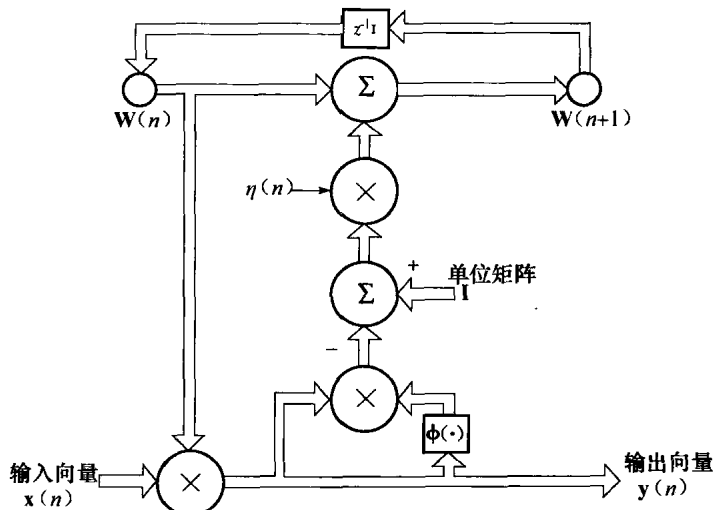 z⁻¹I
Σ
W(n)
W(n+1)
η(n)
×
+
单位矩阵
I
Σ
−
×
ϕ(·)
输入向量
x(n)
×
输出向量
y(n)